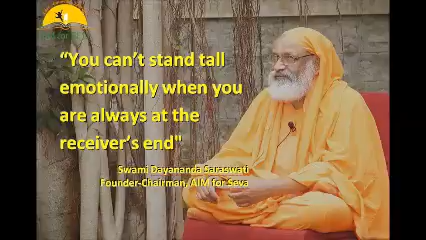 “You can’t stand tall
emotionally when you
are always at the
receiver’s end"
Swami Dayananda Saraswati
Founder-Chairman, AIM for Seva